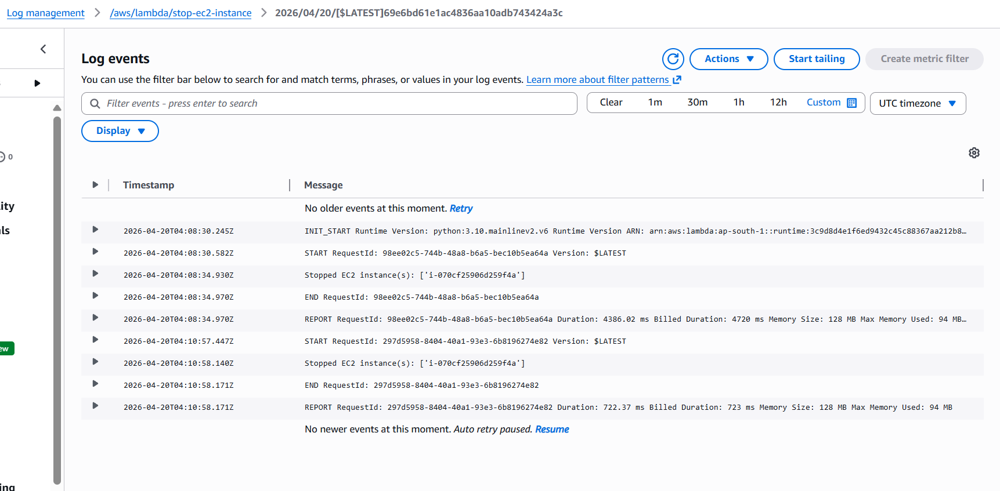 Log management
/aws/lambda/stop-ec2-instance
2026/04/20/[$LATEST]69e6bd61e1ac4836aa10adb743424a3c
Log events
Actions
Start tailing
Create metric filter
You can use the filter bar below to search for and match terms, phrases, or values in your log events. Learn more about filter patterns
Filter events - press enter to search
Clear 1m 30m 1h 12h Custom
UTC timezone
Display
0
Timestamp Message
No older events at this moment. Retry
2026-04-20T04:08:30.245Z INIT_START Runtime Version: python:3.10.mainlinev2.v6 Runtime Version ARN: arn:aws:lambda:ap-south-1::runtime:3c9d8d4e1f6ed9432c45c88367aa212b8…
2026-04-20T04:08:30.582Z START RequestId: 98ee02c5-744b-48a8-b6a5-bec10b5ea64a Version: $LATEST
2026-04-20T04:08:34.930Z Stopped EC2 instance(s): ['i-070cf25906d259f4a']
2026-04-20T04:08:34.970Z END RequestId: 98ee02c5-744b-48a8-b6a5-bec10b5ea64a
2026-04-20T04:08:34.970Z REPORT RequestId: 98ee02c5-744b-48a8-b6a5-bec10b5ea64a Duration: 4386.02 ms Billed Duration: 4720 ms Memory Size: 128 MB Max Memory Used: 94 MB…
2026-04-20T04:10:57.447Z START RequestId: 297d5958-8404-40a1-93e3-6b8196274e82 Version: $LATEST
2026-04-20T04:10:58.140Z Stopped EC2 instance(s): ['i-070cf25906d259f4a']
2026-04-20T04:10:58.171Z END RequestId: 297d5958-8404-40a1-93e3-6b8196274e82
2026-04-20T04:10:58.171Z REPORT RequestId: 297d5958-8404-40a1-93e3-6b8196274e82 Duration: 722.37 ms Billed Duration: 723 ms Memory Size: 128 MB Max Memory Used: 94 MB
No newer events at this moment. Auto retry paused. Resume